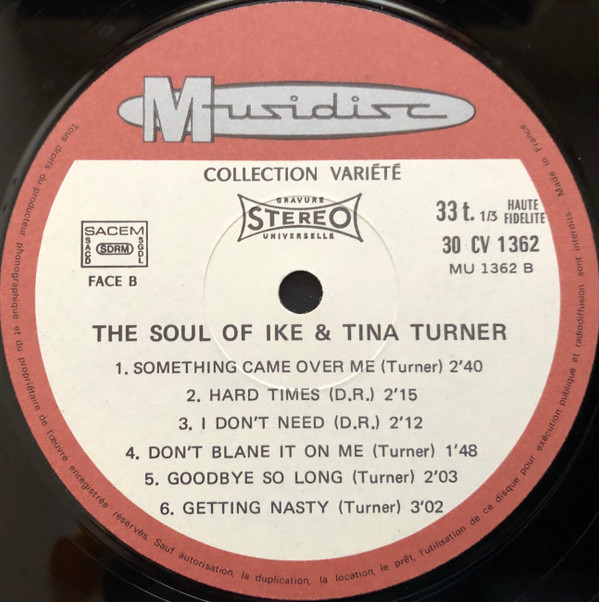 Musidisc
COLLECTION VARIÉTÉ
GRAVURE
STEREO
UNIVERSELLE
33 t. 1/3 HAUTE FIDELITE
30 CV 1362
MU 1362 B
SACEM
SACD SDRM SGDL
FACE B
THE SOUL OF IKE & TINA TURNER
1. SOMETHING CAME OVER ME (Turner) 2'40
2. HARD TIMES (D.R.) 2'15
3. I DON'T NEED (D.R.) 2'12
4. DON'T BLANE IT ON ME (Turner) 1'48
5. GOODBYE SO LONG (Turner) 2'03
6. GETTING NASTY (Turner) 3'02
Tous droits du producteur phonographique et du propriétaire de l'œuvre enregistrée réservés. Sauf autorisation, la duplication, la location, le prêt, l'utilisation de ce disque pour exécution publique et radiodiffusion sont interdits. Made in France